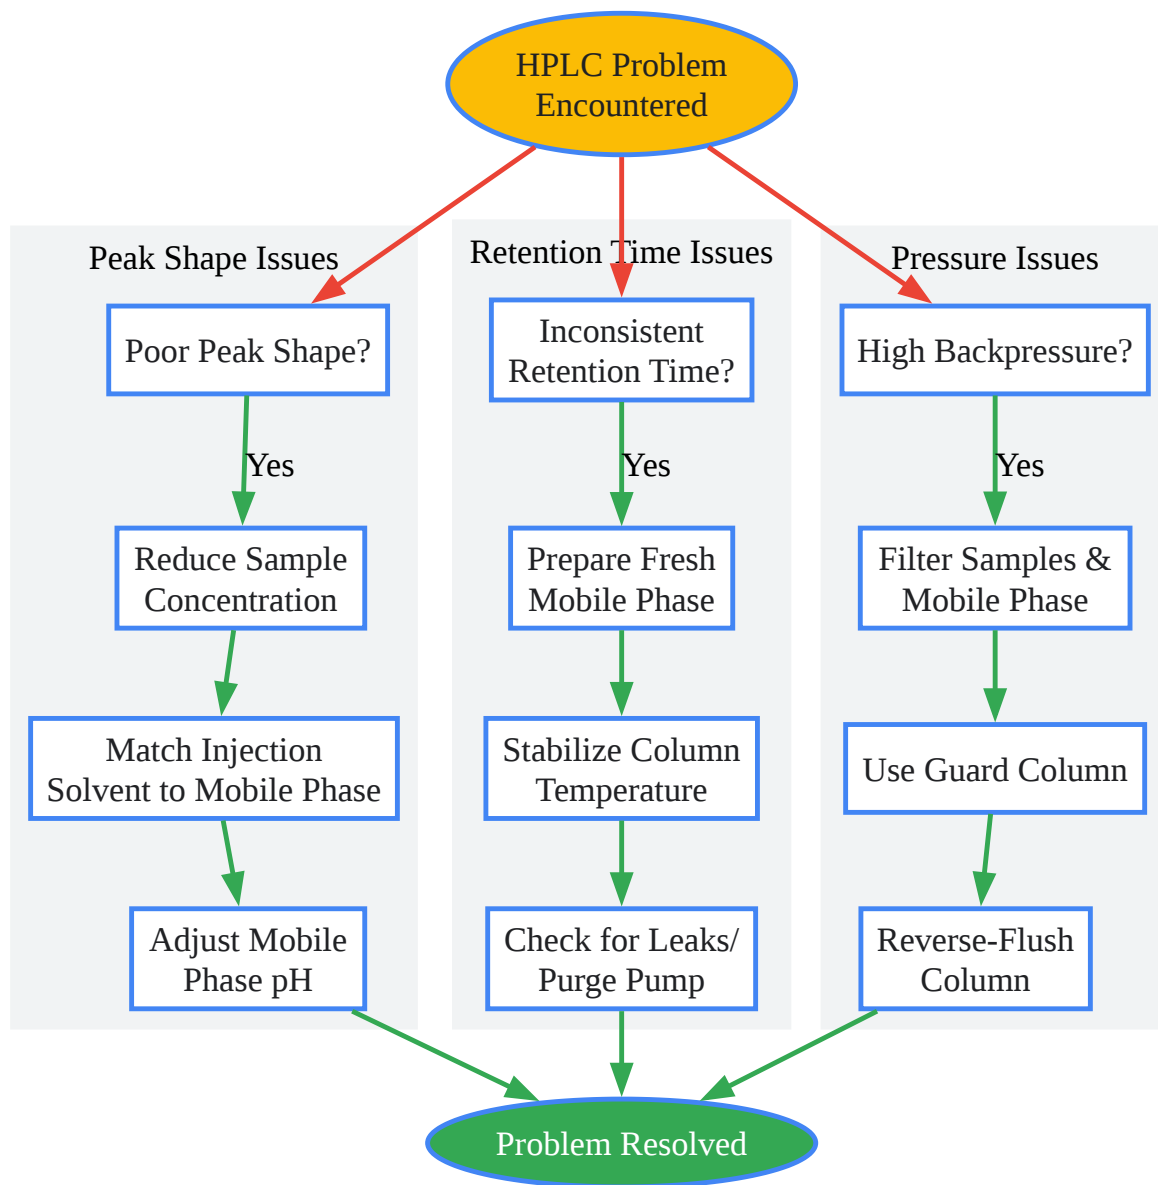 HPLC Problem
Encountered
Peak Shape Issues
Poor Peak Shape?
Yes
Reduce Sample
Concentration
Match Injection
Solvent to Mobile Phase
Adjust Mobile
Phase pH
Retention Time Issues
Inconsistent
Retention Time?
Yes
Prepare Fresh
Mobile Phase
Stabilize Column
Temperature
Check for Leaks/
Purge Pump
Pressure Issues
High Backpressure?
Yes
Filter Samples &
Mobile Phase
Use Guard Column
Reverse-Flush
Column
Problem Resolved